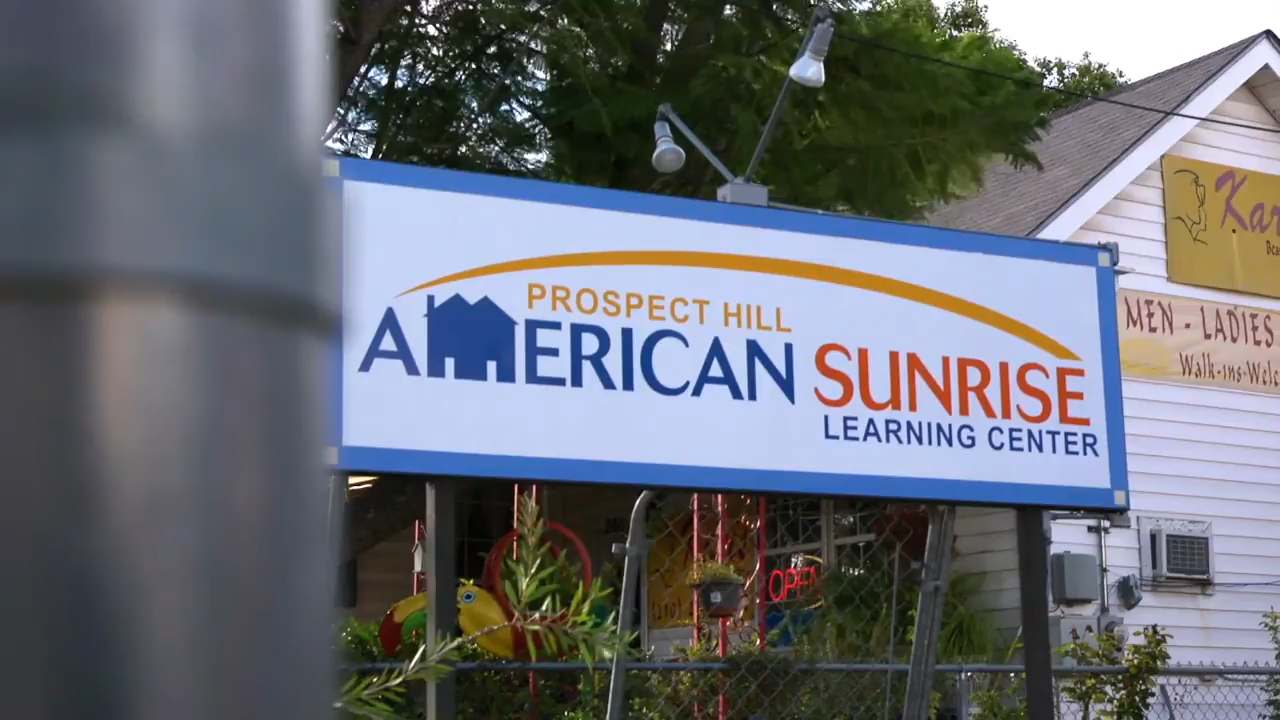 PROSPECT HILL
AMERICAN SUNRISE
LEARNING CENTER
MEN - LADIES
OPEN